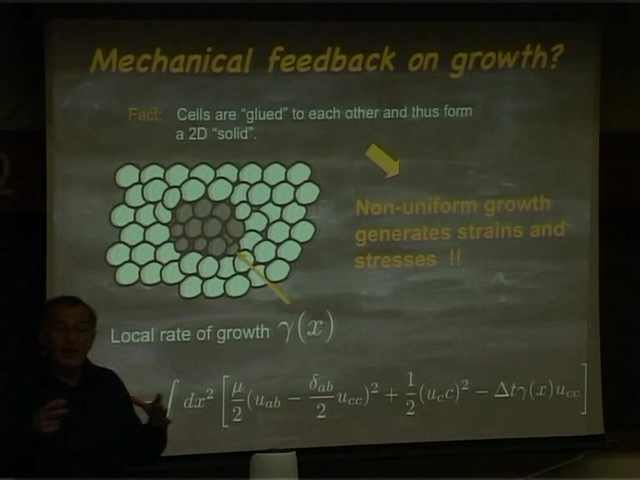 Mechanical feedback on growth?
Fact: Cells are "glued" to each other and thus form
a 2D "solid".
Non-uniform growth
generates strains and
stresses !!
Local rate of growth γ(x)
∫ dx² [ μ/2 (u_ab − δ_ab/2 u_cc)² + 1/2 (u_c c)² − Δtγ(x)u_cc ]